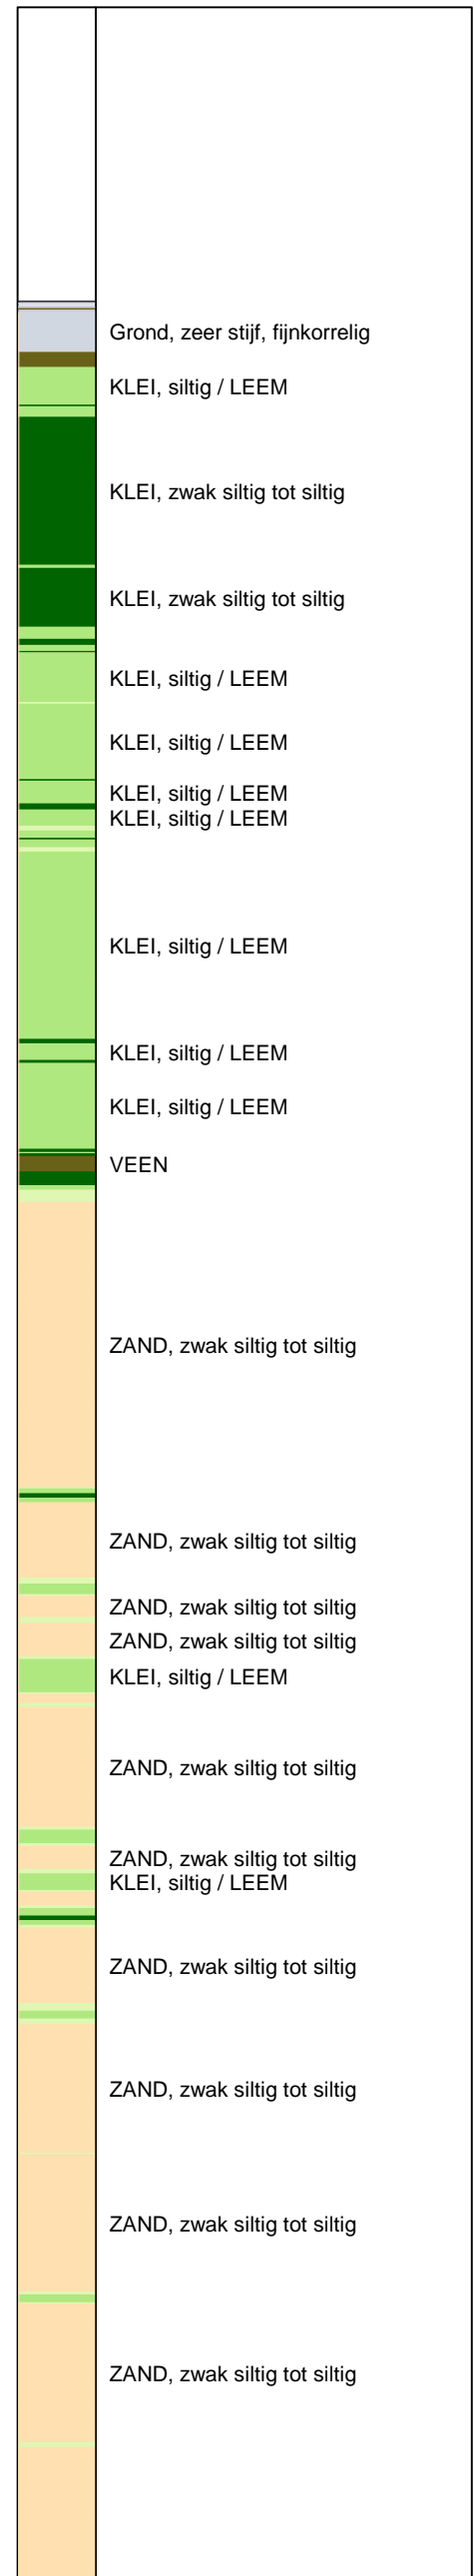 Grond, zeer stijf, fijnkorrelig
KLEI, siltig / LEEM
KLEI, zwak siltig tot siltig
KLEI, zwak siltig tot siltig
KLEI, siltig / LEEM
KLEI, siltig / LEEM
KLEI, siltig / LEEM
KLEI, siltig / LEEM
KLEI, siltig / LEEM
KLEI, siltig / LEEM
KLEI, siltig / LEEM
VEEN
ZAND, zwak siltig tot siltig
ZAND, zwak siltig tot siltig
ZAND, zwak siltig tot siltig
ZAND, zwak siltig tot siltig
KLEI, siltig / LEEM
ZAND, zwak siltig tot siltig
ZAND, zwak siltig tot siltig
KLEI, siltig / LEEM
ZAND, zwak siltig tot siltig
ZAND, zwak siltig tot siltig
ZAND, zwak siltig tot siltig
ZAND, zwak siltig tot siltig